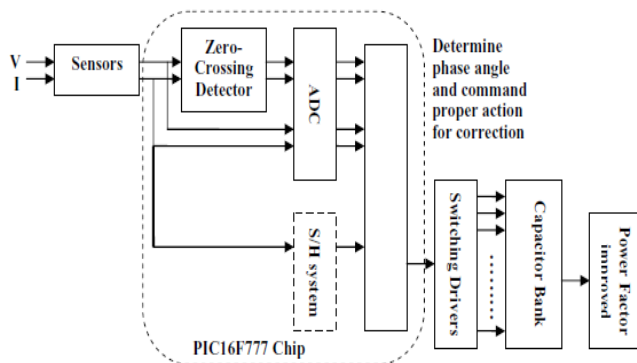 V
I
Sensors
Zero-
Crossing
Detector
ADC
S/H system
PIC16F777 Chip
Determine
phase angle
and command
proper action
for correction
Switching Drivers
Capacitor Bank
Power Factor
improved